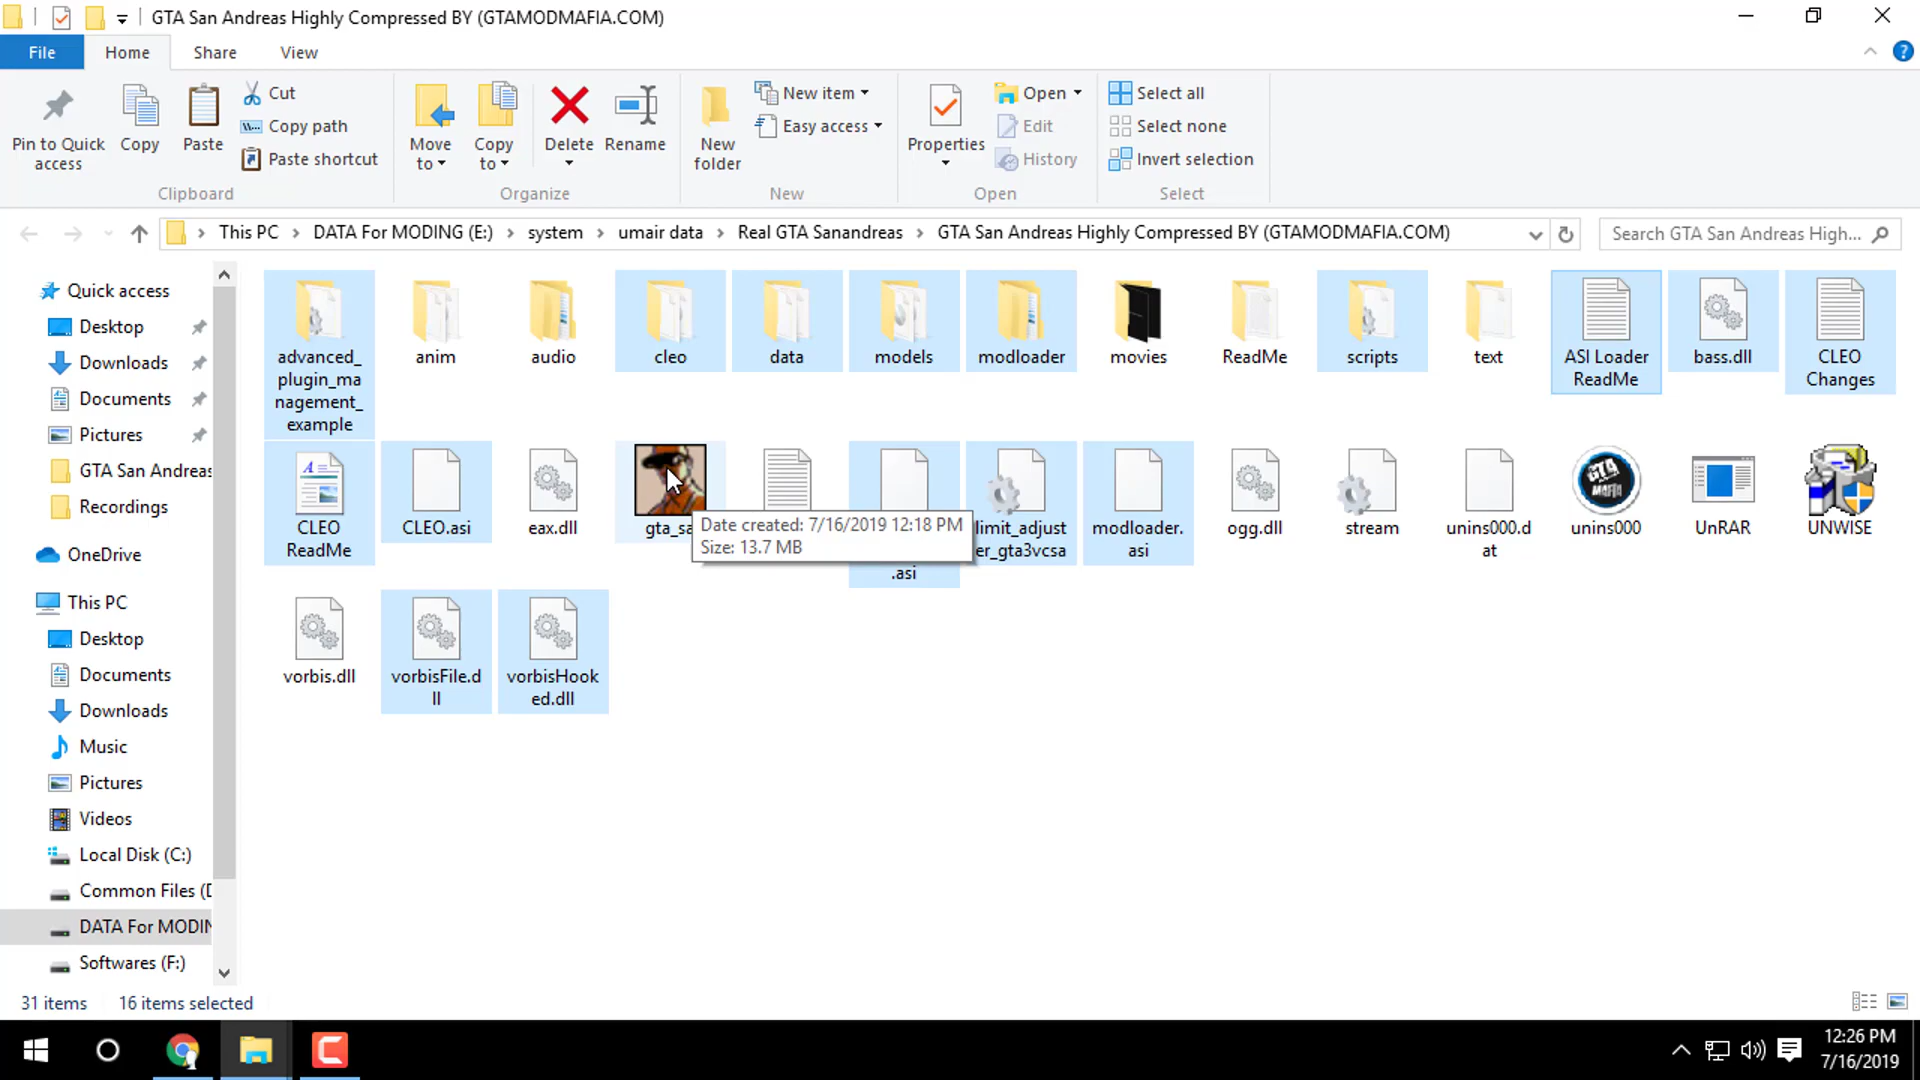 GTA San Andreas Highly Compressed BY (GTAMODMAFIA.COM)
File Home Share View
Pin to Quick access
Copy
Paste
Cut
Copy path
Paste shortcut
Clipboard
Move to
Copy to
Delete
Rename
Organize
New folder
New item
Easy access
New
Properties
Open
Edit
History
Open
Select all
Select none
Invert selection
Select
This PC > DATA For MODING (E:) > system > umair data > Real GTA Sanandreas > GTA San Andreas Highly Compressed BY (GTAMODMAFIA.COM)
Search GTA San Andreas High...
Quick access
Desktop
Downloads
Documents
Pictures
GTA San Andreas
Recordings
OneDrive
This PC
Desktop
Documents
Downloads
Music
Pictures
Videos
Local Disk (C:)
Common Files (D
DATA For MODIN
Softwares (F:)
advanced_
plugin_ma
nagement_
example
anim
audio
cleo
data
models
modloader
movies
ReadMe
scripts
text
ASI Loader
ReadMe
bass.dll
CLEO
Changes
CLEO
ReadMe
CLEO.asi
eax.dll
gta_sa
Date created: 7/16/2019 12:18 PM
Size: 13.7 MB
.asi
limit_adjust
er_gta3vcsa
modloader.
asi
ogg.dll
stream
unins000.d
at
GTA
MAFIA
unins000
UnRAR
UNWISE
vorbis.dll
vorbisFile.d
ll
vorbisHook
ed.dll
31 items 16 items selected
12:26 PM
7/16/2019